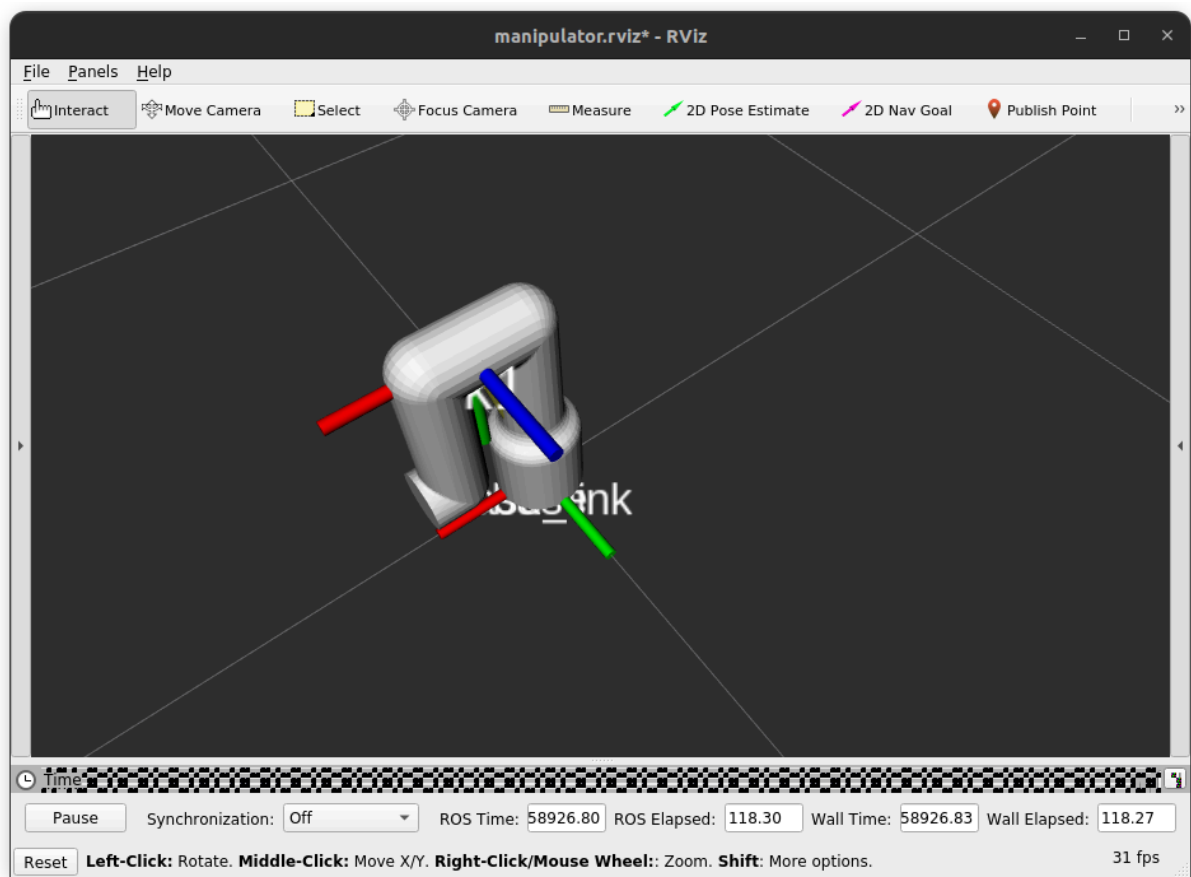 manipulator.rviz* - RViz
File Panels Help
Interact Move Camera Select Focus Camera Measure 2D Pose Estimate 2D Nav Goal Publish Point »
Time
Pause Synchronization: Off ROS Time: 58926.80 ROS Elapsed: 118.30 Wall Time: 58926.83 Wall Elapsed: 118.27
Reset Left-Click: Rotate. Middle-Click: Move X/Y. Right-Click/Mouse Wheel:: Zoom. Shift: More options. 31 fps